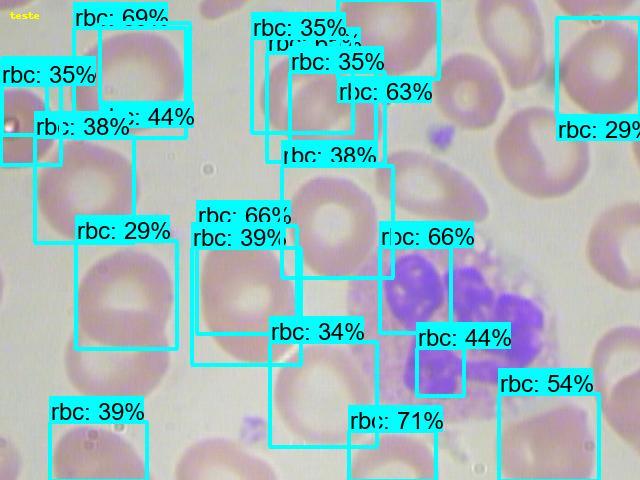 teste
rbc: 69%
rbc: 35%
rbc: 35%
rbc: 35%
rbc: 63%
rbc: 44%
rbc: 38%
rbc: 29%
rbc: 38%
rbc: 66%
rbc: 29%
rbc: 39%
rbc: 66%
rbc: 34%
rbc: 44%
rbc: 54%
rbc: 39%
rbc: 71%